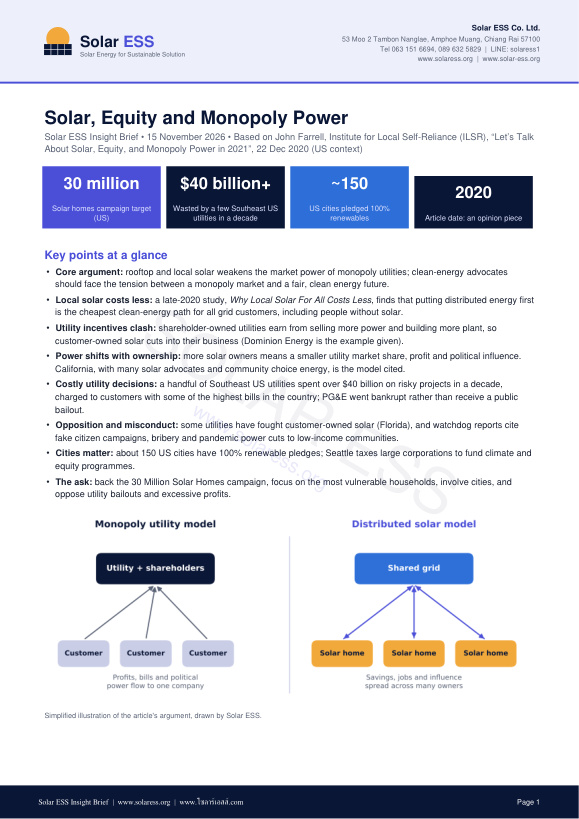 Solar ESS
Solar Energy for Sustainable Solution
Solar ESS Co. Ltd.
53 Moo 2 Tambon Nanglae, Amphoe Muang, Chiang Rai 57100
Tel 063 151 6694, 089 632 5829 | LINE: solaress1
www.solaress.org | www.solar-ess.org
Solar, Equity and Monopoly Power
Solar ESS Insight Brief • 15 November 2026 • Based on John Farrell, Institute for Local Self-Reliance (ILSR), “Let’s Talk
About Solar, Equity, and Monopoly Power in 2021”, 22 Dec 2020 (US context)
30 million
Solar homes campaign target
(US)
$40 billion+
Wasted by a few Southeast US
utilities in a decade
~150
US cities pledged 100%
renewables
2020
Article date: an opinion piece
Key points at a glance
• Core argument: rooftop and local solar weakens the market power of monopoly utilities; clean-energy advocates
should face the tension between a monopoly market and a fair, clean energy future.
• Local solar costs less: a late-2020 study, Why Local Solar For All Costs Less, finds that putting distributed energy first
is the cheapest clean-energy path for all grid customers, including people without solar.
• Utility incentives clash: shareholder-owned utilities earn from selling more power and building more plant, so
customer-owned solar cuts into their business (Dominion Energy is the example given).
• Power shifts with ownership: more solar owners means a smaller utility market share, profit and political influence.
California, with many solar advocates and community choice energy, is the model cited.
• Costly utility decisions: a handful of Southeast US utilities spent over $40 billion on risky projects in a decade,
charged to customers with some of the highest bills in the country; PG&E went bankrupt rather than receive a public
bailout.
• Opposition and misconduct: some utilities have fought customer-owned solar (Florida), and watchdog reports cite
fake citizen campaigns, bribery and pandemic power cuts to low-income communities.
• Cities matter: about 150 US cities have 100% renewable pledges; Seattle taxes large corporations to fund climate and
equity programmes.
• The ask: back the 30 Million Solar Homes campaign, focus on the most vulnerable households, involve cities, and
oppose utility bailouts and excessive profits.
SOLAR ESS
www.solaress.org
Monopoly utility model
Utility + shareholders
Customer
Customer
Customer
Profits, bills and political
power flow to one company
Distributed solar model
Shared grid
Solar home
Solar home
Solar home
Savings, jobs and influence
spread across many owners
Simplified illustration of the article's argument, drawn by Solar ESS.
Solar ESS Insight Brief | www.solaress.org | www.โซลาร์เอสส์.com
Page 1